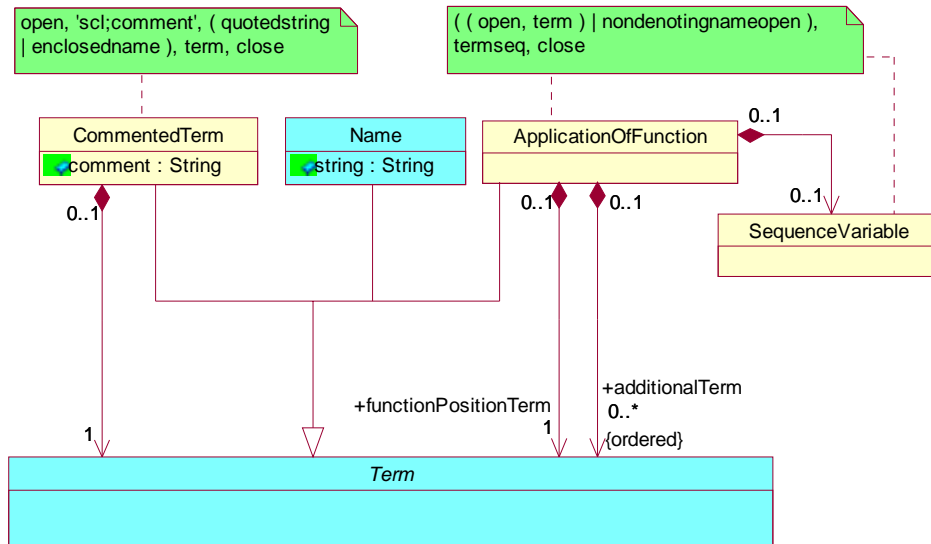 open, 'scl;comment', ( quotedstring
| enclosedname ), term, close
( ( open, term ) | nondenotingnameopen ),
termseq, close
CommentedTerm
comment : String
Name
string : String
ApplicationOfFunction
0..1
0..1
SequenceVariable
0..1
0..1
0..1
+functionPositionTerm
1
+additionalTerm
0..*
{ordered}
1
Term